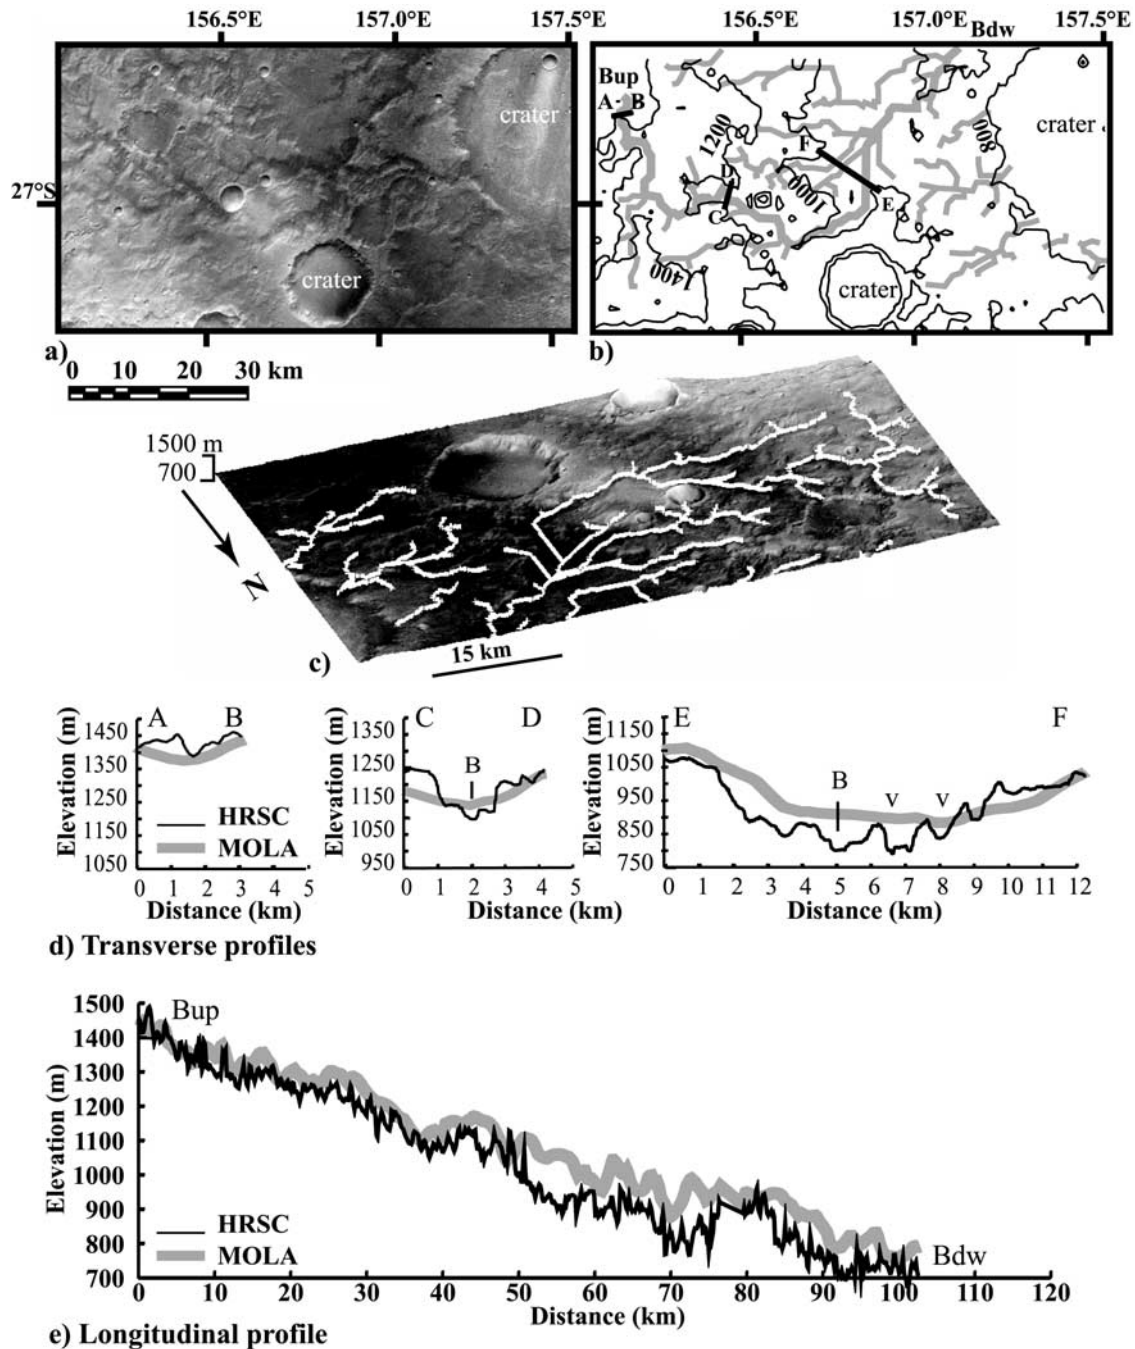 156.5°E 157.0°E 157.5°E
156.5°E 157.0°E 157.5°E
Bdw
crater
27°S
crater
a)
Bup
A - B
1200
F
D
C
1000
E
800
crater
1400
crater
b)
0 10 20 30 km
1500 m
700
N
15 km
c)
Elevation (m)
1450
1350
1250
1150
1050
A B
HRSC
MOLA
0 1 2 3 4 5
Distance (km)
Elevation (m)
1350
1250
1150
1050
950
C D
B
0 1 2 3 4 5
Distance (km)
Elevation (m)
1150
1050
950
850
750
E F
B v v
0 1 2 3 4 5 6 7 8 9 10 11 12
Distance (km)
d) Transverse profiles
Elevation (m)
1500
1400
1300
1200
1100
1000
900
800
700
Bup
HRSC
MOLA
Bdw
0 10 20 30 40 50 60 70 80 90 100 110 120
Distance (km)
e) Longitudinal profile